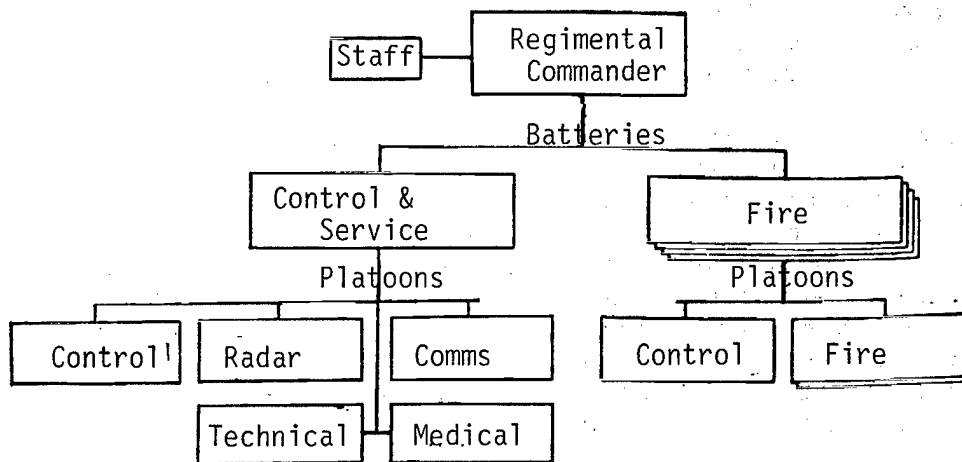 Staff
Regimental
Commander
Batteries
Control &
Service
Fire
Platoons
Platoons
Control
Radar
Comms
Control
Fire
Technical
Medical